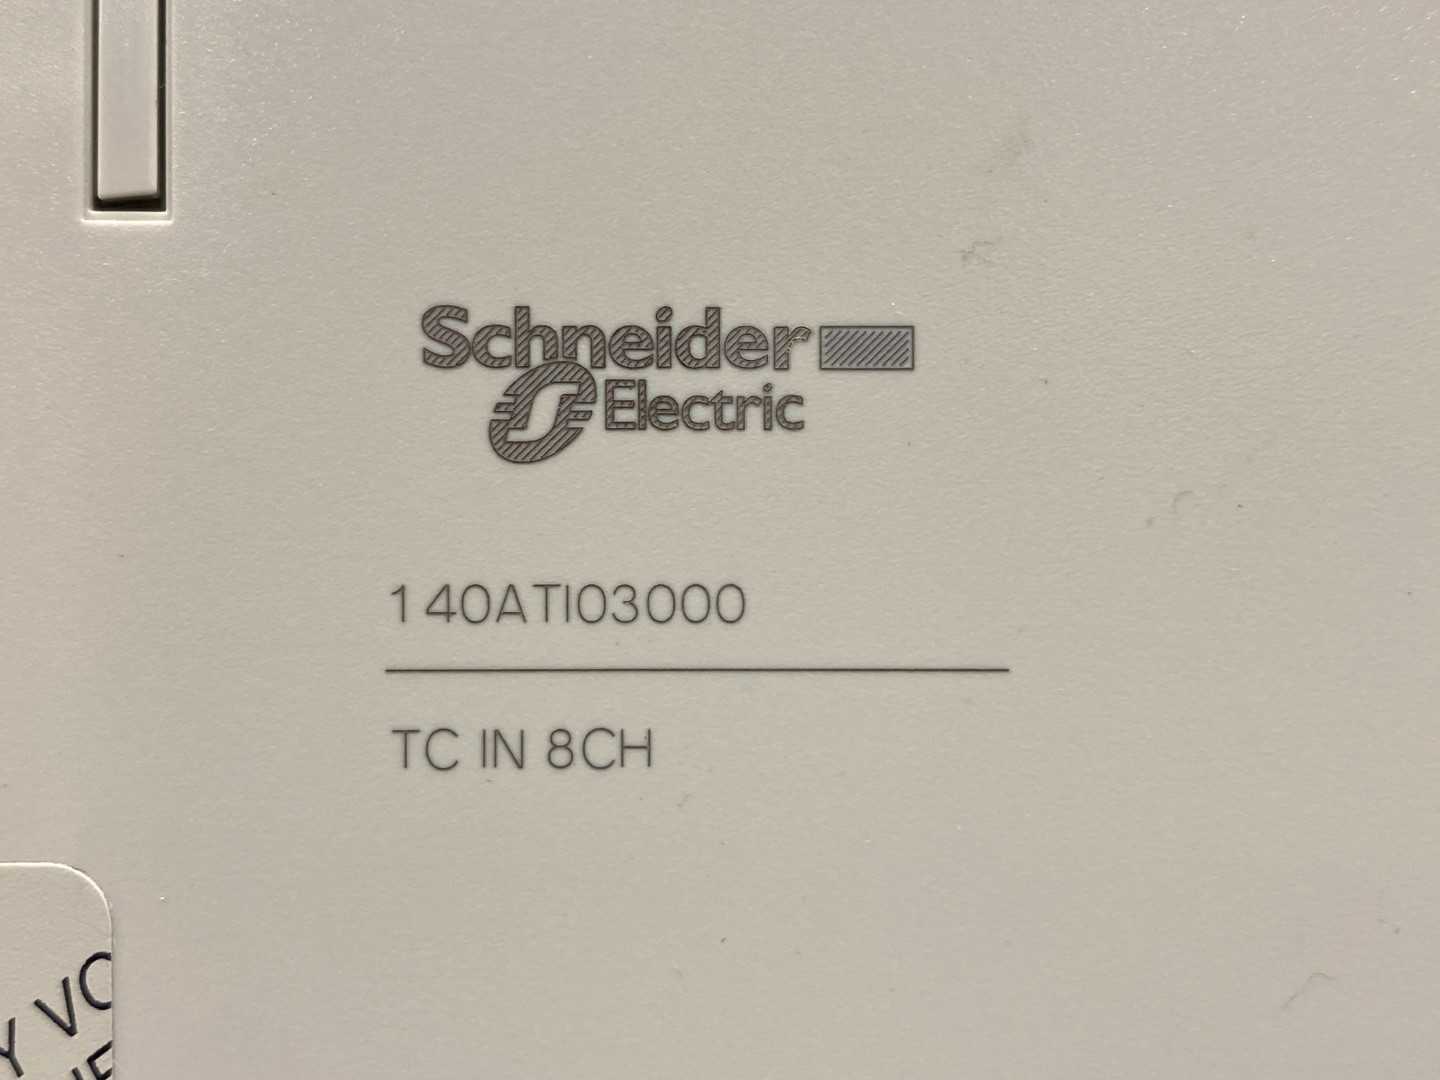 Schneider
Electric
140ATI03000
TC IN 8CH